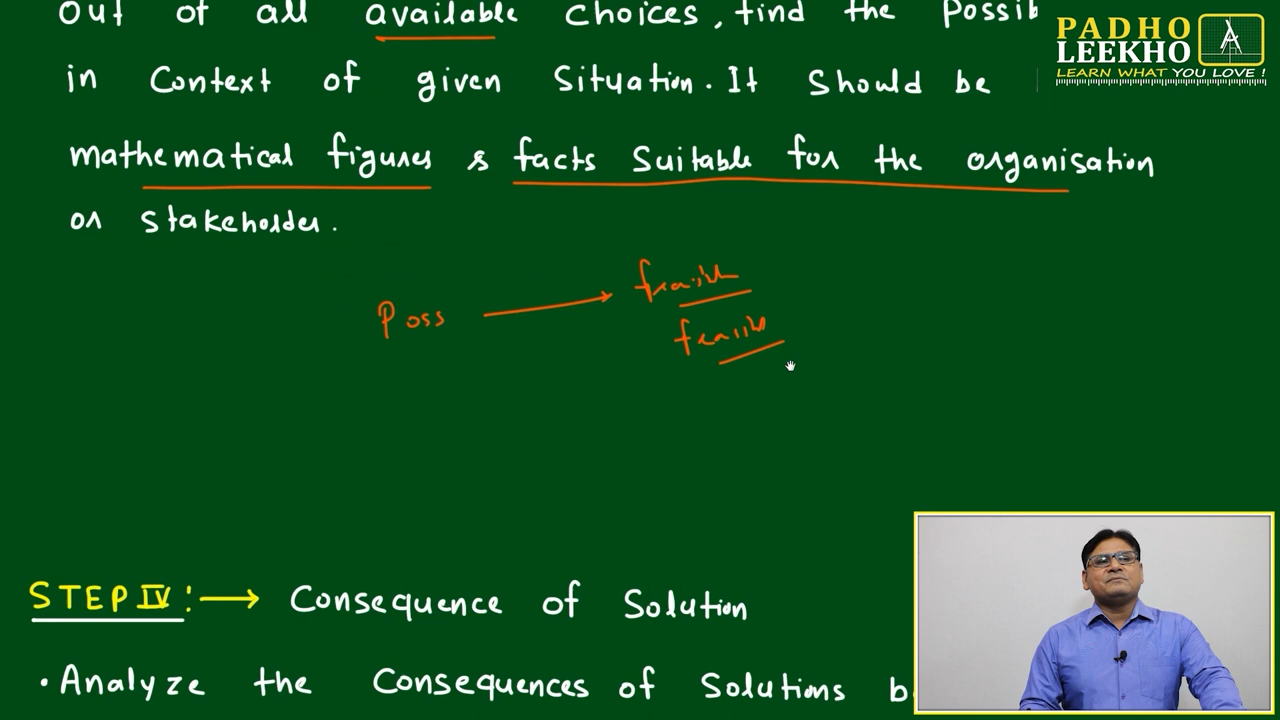 Out of all available choices, find the Possib
in Context of given Situation. It Should be
mathematical figures & facts Suitable for the organisation
or stakeholder.
Poss
STEP IV: → Consequence of Solution
• Analyze the Consequences of Solutions b
PADHO
LEEKHO
LEARN WHAT YOU LOVE !